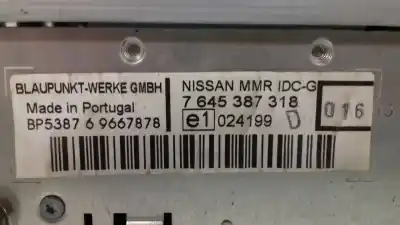 BLAUPUNKT-WERKE GMBH
Made in Portugal
BP5387 6 9667878
NISSAN MMR IDC-G
7 645 387 318
e1 024199 D
016